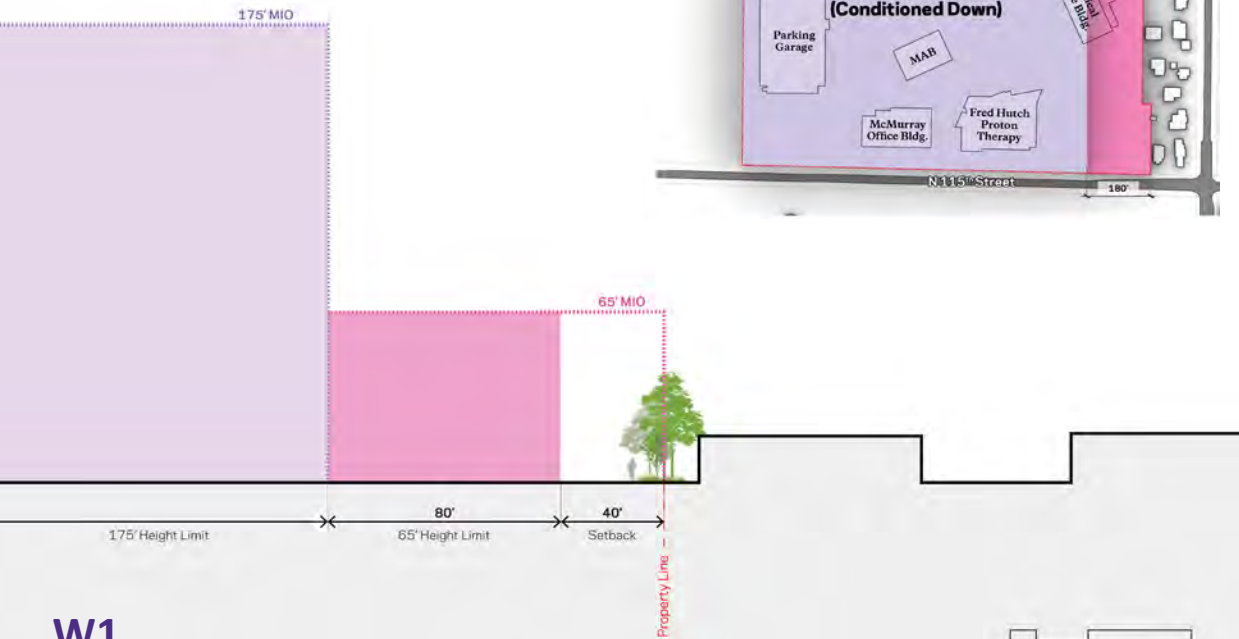 175' MIO
(Conditioned Down)
Parking
Garage
MAB
McMurray
Office Bldg.
Fred Hutch
Proton
Therapy
Bldg.
N 115th Street
180'
65' MIO
80'
40'
175' Height Limit
65' Height Limit
Setback
Property Line
W1